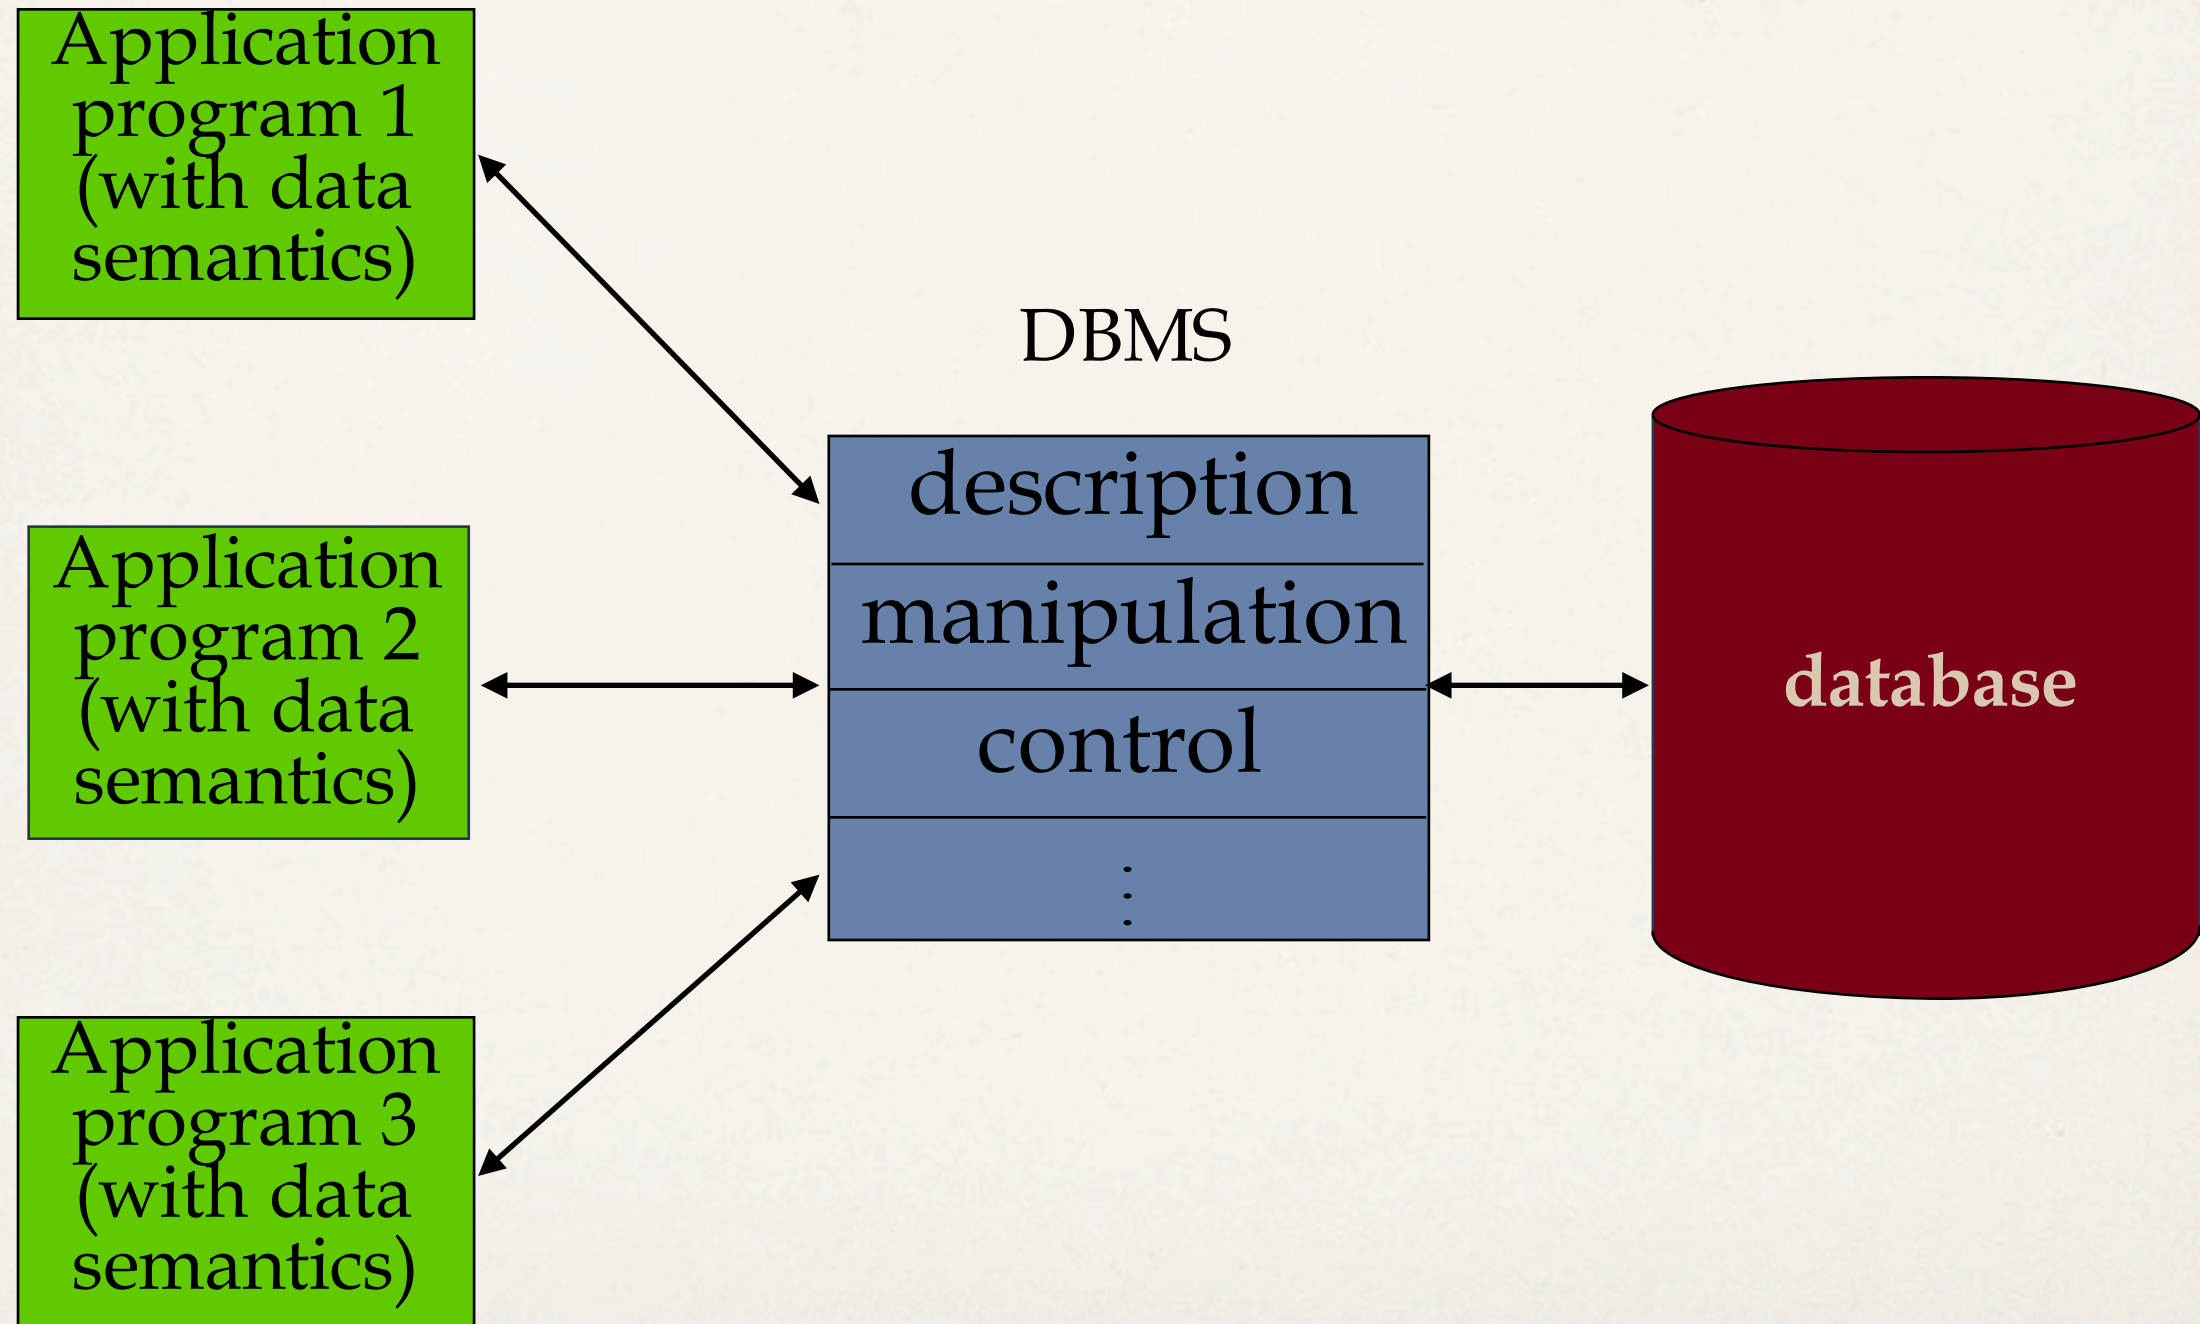 Application
program 1
(with data
semantics)
Application
program 2
(with data
semantics)
Application
program 3
(with data
semantics)
DBMS
description
manipulation
control
.
.
.
database